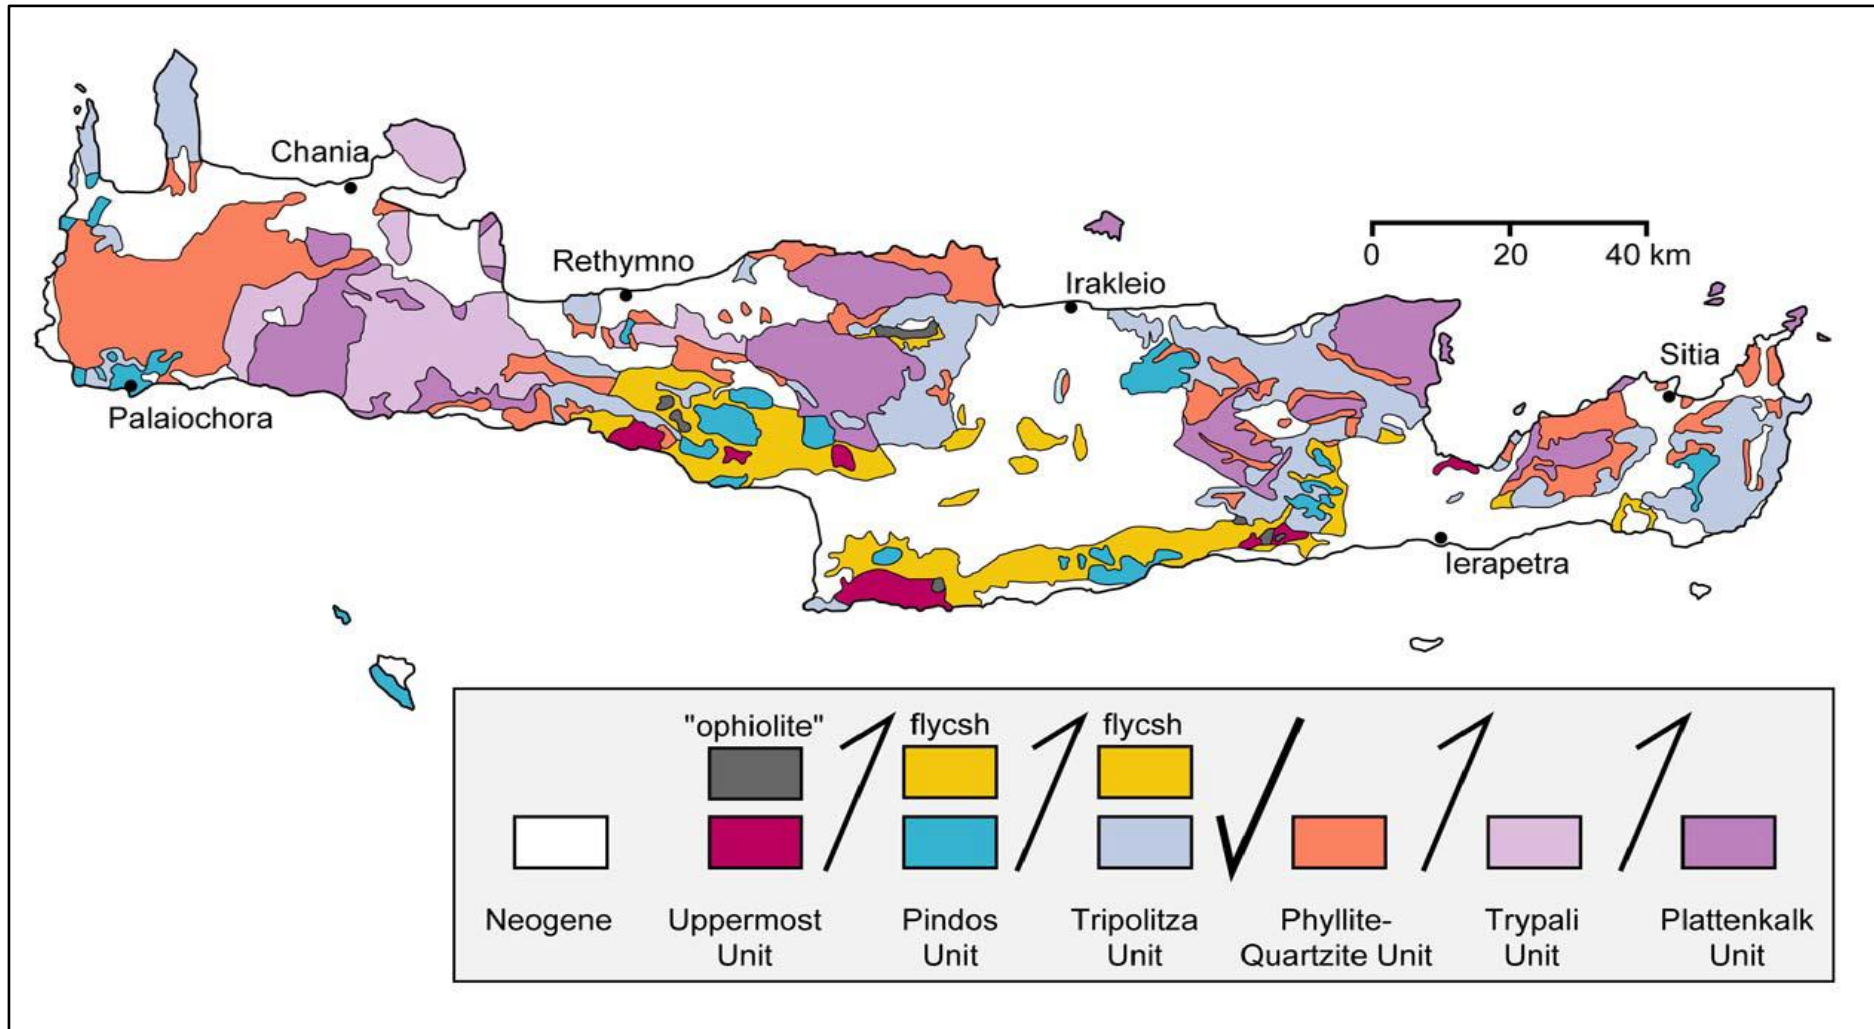 Chania
Rethymno
Irakleio
0 20 40 km
Sitia
Palaiochora
Ierapetra
"ophiolite"
flycsh
flycsh
Neogene
Uppermost
Unit
Pindos
Unit
Tripolitza
Unit
Phyllite-
Quartzite Unit
Trypali
Unit
Plattenkalk
Unit